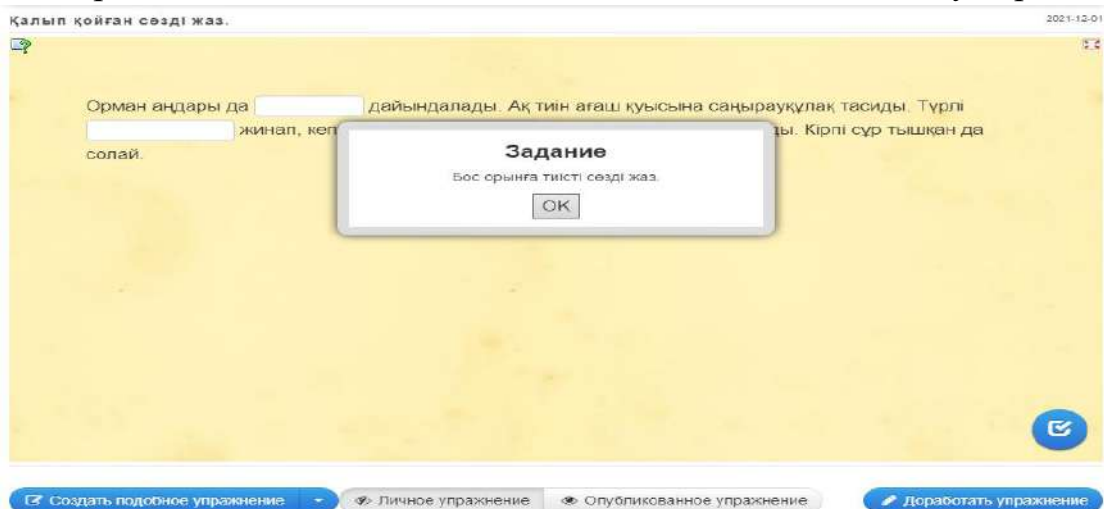 Қалып қойған сөзді жаз.
2021-12-01
Орман аңдары да дайындалады. Ақ тиін ағаш қуысына саңырауқұлақ тасиды. Түрлі
жинап, кеп ды. Кірпі сұр тышқан да
солай.
Задание
Бос орынға тиісті сөзді жаз.
OK
Создать подобное упражнение
Личное упражнение
Опубликованное упражнение
Доработать упражнение